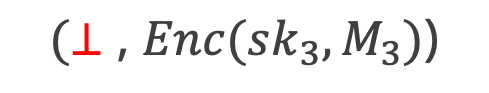 (⊥ , Enc(sk₃, M₃))